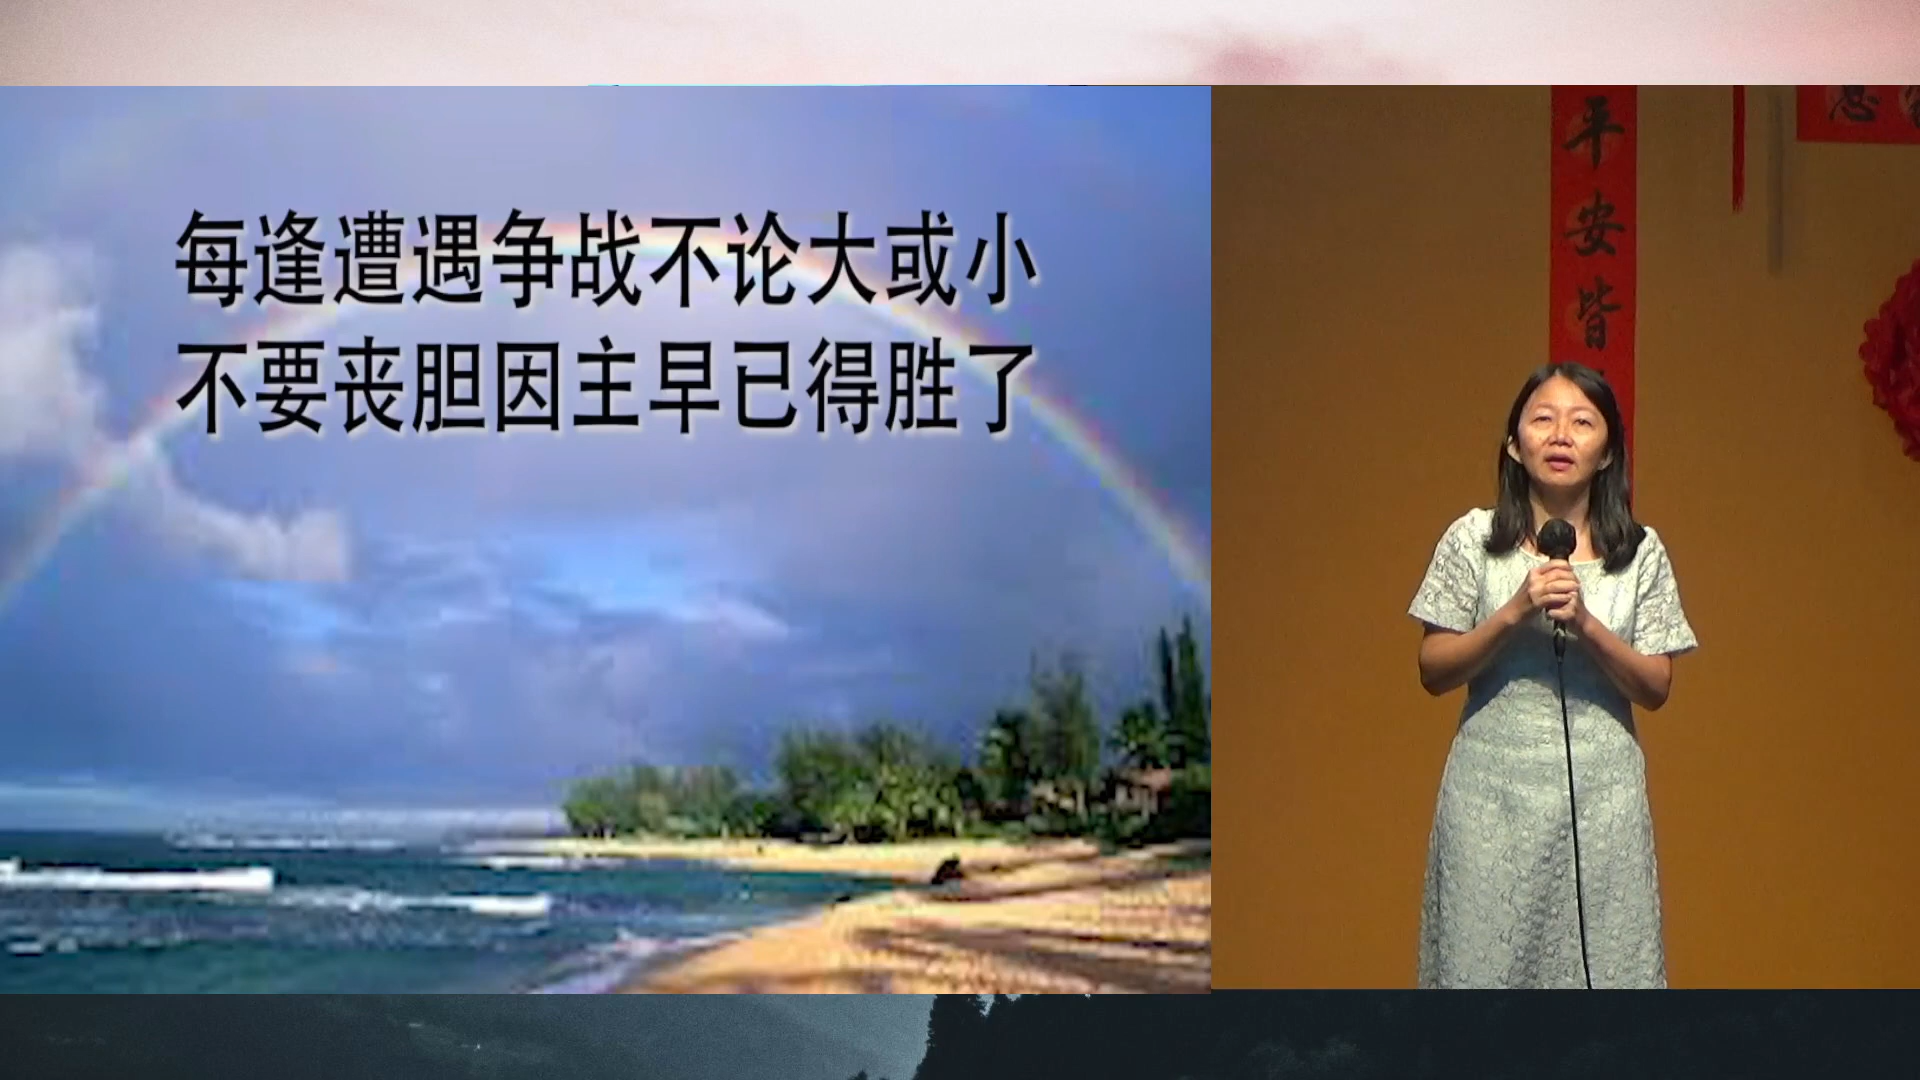 每逢遭遇争战不论大或小
不要丧胆因主早已得胜了
平安皆